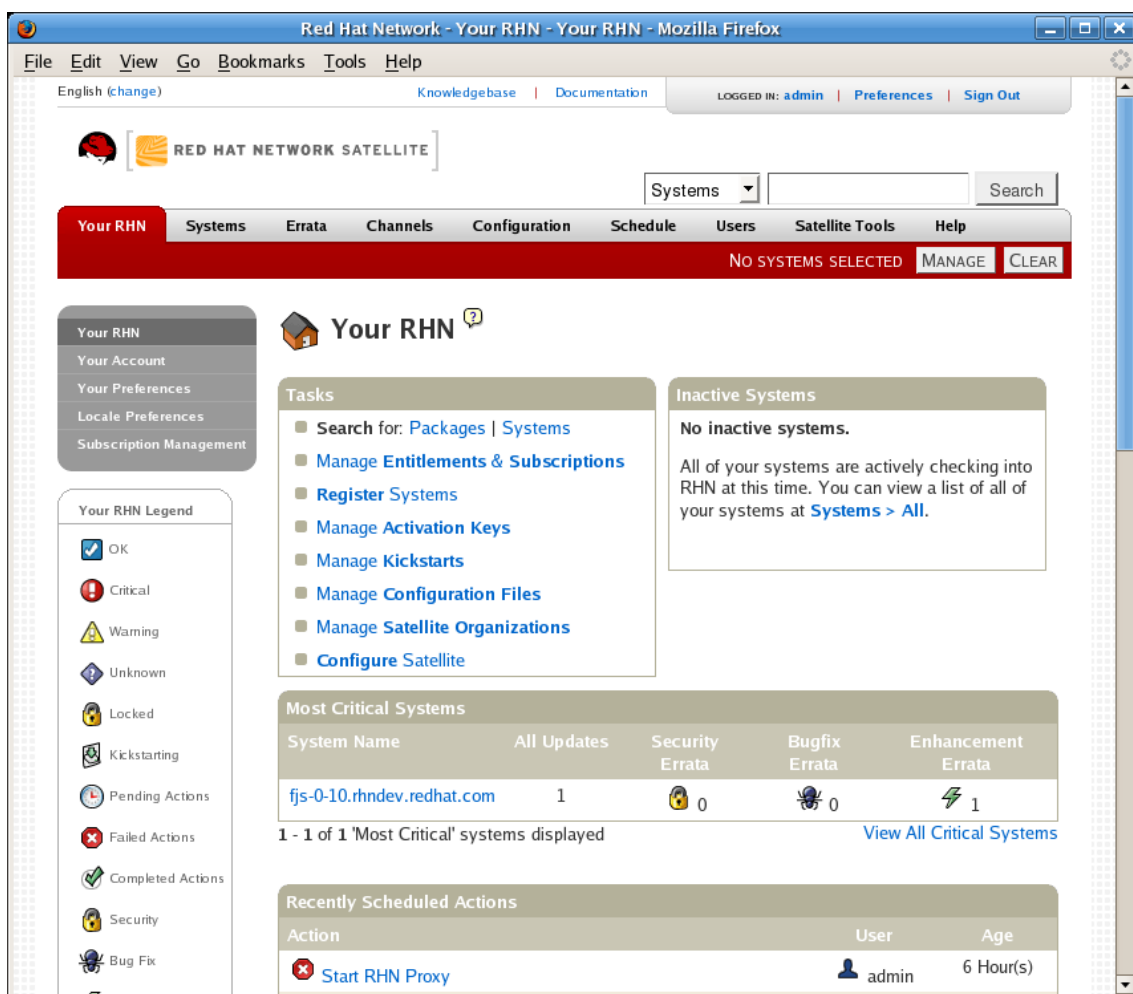 Red Hat Network - Your RHN - Your RHN - Mozilla Firefox
File Edit View Go Bookmarks Tools Help
English (change) Knowledgebase | Documentation LOGGED IN: admin | Preferences | Sign Out
RED HAT NETWORK SATELLITE
Systems Search
Your RHN Systems Errata Channels Configuration Schedule Users Satellite Tools Help
NO SYSTEMS SELECTED MANAGE CLEAR
Your RHN
Your Account
Your Preferences
Locale Preferences
Subscription Management
Your RHN Legend
OK
Critical
Warning
Unknown
Locked
Kickstarting
Pending Actions
Failed Actions
Completed Actions
Security
Bug Fix
Your RHN ?
Tasks
Search for: Packages | Systems
Manage Entitlements & Subscriptions
Register Systems
Manage Activation Keys
Manage Kickstarts
Manage Configuration Files
Manage Satellite Organizations
Configure Satellite
Inactive Systems
No inactive systems.
All of your systems are actively checking into
RHN at this time. You can view a list of all of
your systems at Systems > All.
Most Critical Systems
System Name All Updates Security Errata Bugfix Errata Enhancement Errata
fjs-0-10.rhndev.redhat.com 1 0 0 1
1 - 1 of 1 'Most Critical' systems displayed View All Critical Systems
Recently Scheduled Actions
Action User Age
Start RHN Proxy admin 6 Hour(s)